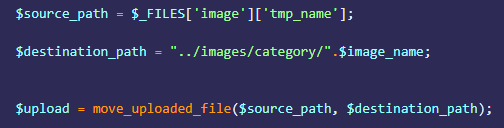 $source_path = $_FILES['image']['tmp_name'];
$destination_path = "../images/category/".$image_name;
$upload = move_uploaded_file($source_path, $destination_path);